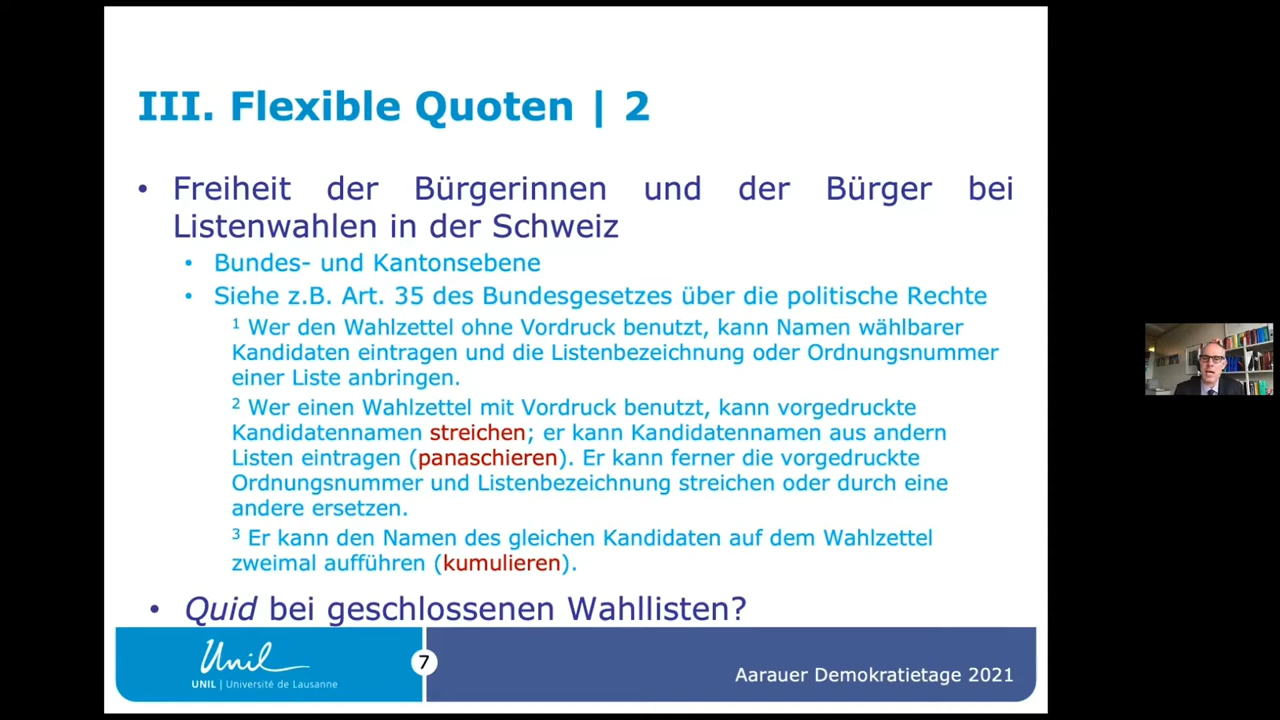 III. Flexible Quoten | 2
• Freiheit der Bürgerinnen und der Bürger bei
Listenwahlen in der Schweiz
• Bundes- und Kantonsebene
• Siehe z.B. Art. 35 des Bundesgesetzes über die politische Rechte
¹ Wer den Wahlzettel ohne Vordruck benutzt, kann Namen wählbarer
Kandidaten eintragen und die Listenbezeichnung oder Ordnungsnummer
einer Liste anbringen.
² Wer einen Wahlzettel mit Vordruck benutzt, kann vorgedruckte
Kandidatennamen streichen; er kann Kandidatennamen aus andern
Listen eintragen (panaschieren). Er kann ferner die vorgedruckte
Ordnungsnummer und Listenbezeichnung streichen oder durch eine
andere ersetzen.
³ Er kann den Namen des gleichen Kandidaten auf dem Wahlzettel
zweimal aufführen (kumulieren).
• Quid bei geschlossenen Wahllisten?
Unil
UNIL | Université de Lausanne
7
Aarauer Demokratietage 2021